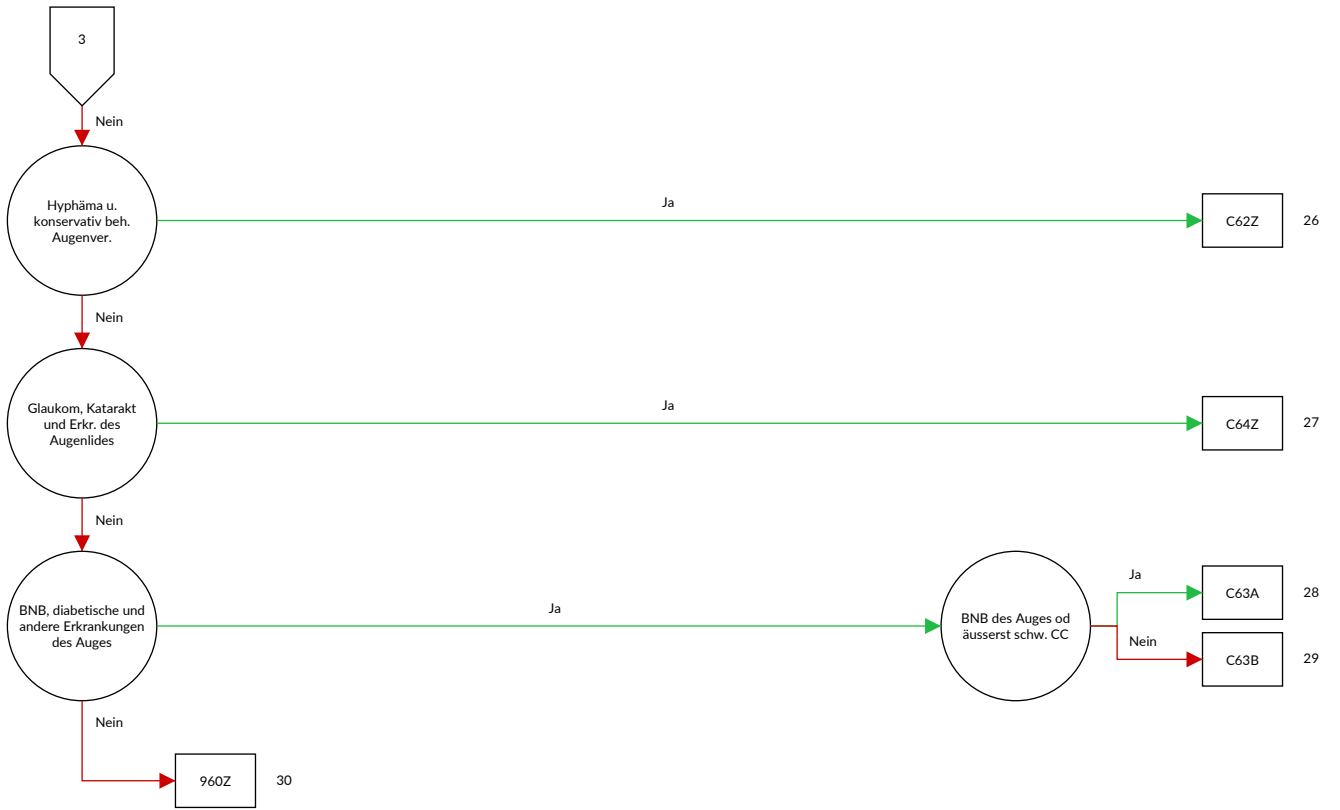 3
Nein
Hyphäma u.
konservativ beh.
Augenver.
Ja
C62Z
26
Nein
Glaukom, Katarakt
und Erkr. des
Augenlides
Ja
C64Z
27
Nein
BNB, diabetische und
andere Erkrankungen
des Auges
Ja
BNB des Auges od
äusserst schw. CC
Ja
C63A
28
Nein
C63B
29
Nein
960Z
30